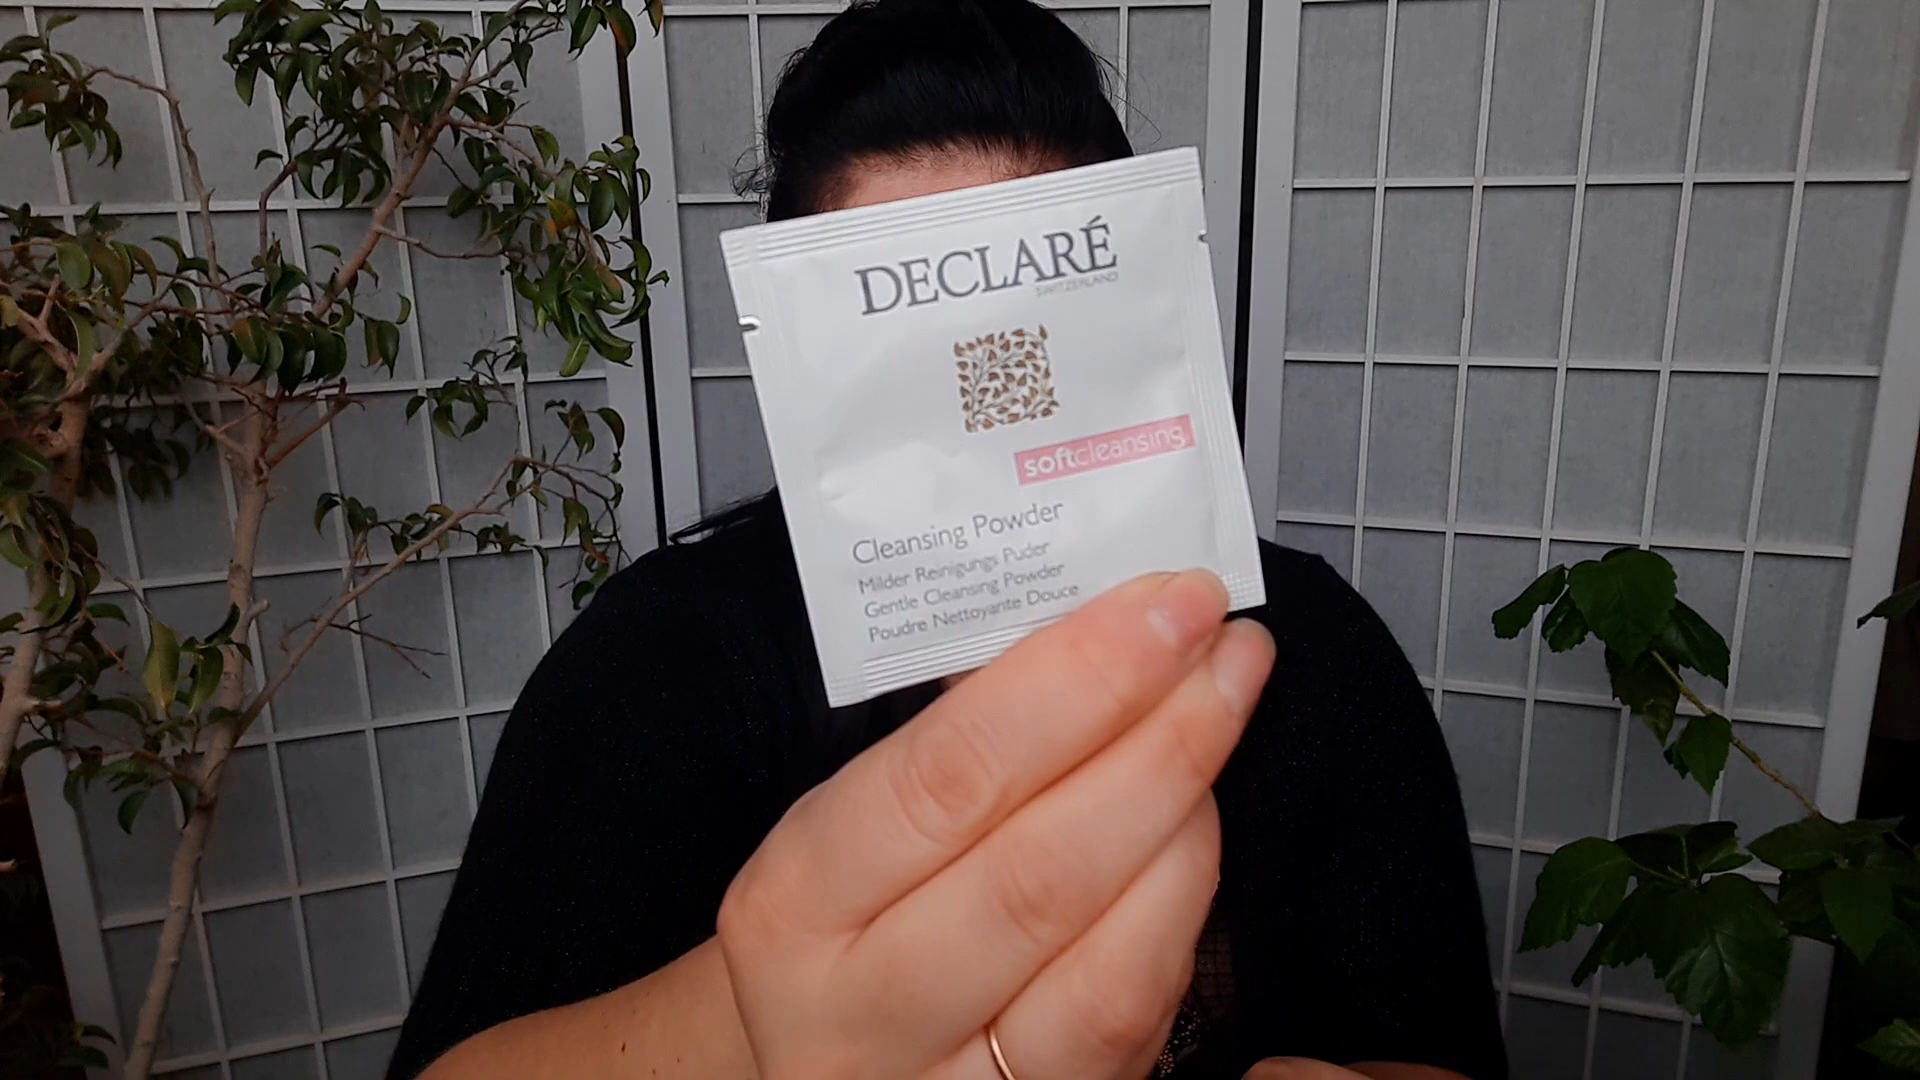 DECLARÉ
SWITZERLAND
softcleansing
Cleansing Powder
Milder Reinigungs Puder
Gentle Cleansing Powder
Poudre Nettoyante Douce